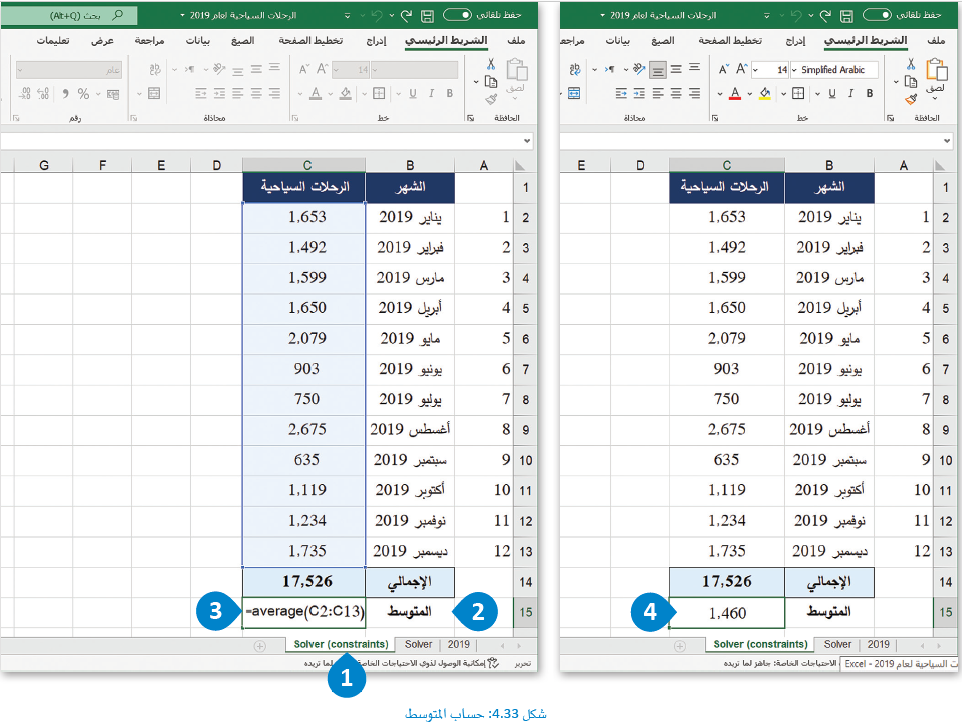 حفظ تلقائي الرحلات السياحية لعام 2019
ملف الشريط الرئيسي إدراج تخطيط الصفحة الصيغ بيانات مراجعة
لصق Simplified Arabic 14
B I U A
الحافظة خط محاذاة
A B C D E
1 الشهر الرحلات السياحية
2 1 يناير 2019 1,653
3 2 فبراير 2019 1,492
4 3 مارس 2019 1,599
5 4 أبريل 2019 1,650
6 5 مايو 2019 2,079
7 6 يونيو 2019 903
8 7 يوليو 2019 750
9 8 أغسطس 2019 2,675
10 9 سبتمبر 2019 635
11 10 أكتوبر 2019 1,119
12 11 نوفمبر 2019 1,234
13 12 ديسمبر 2019 1,735
14 الإجمالي 17,526
15 المتوسط 1,460
4
2019 Solver Solver (constraints)
ت السياحية لعام 2019 - Excel الاحتياجات الخاصة: جاهز لما تريده
حفظ تلقائي الرحلات السياحية لعام 2019 بحث (Alt+Q)
ملف الشريط الرئيسي إدراج تخطيط الصفحة الصيغ بيانات مراجعة عرض تعليمات
لصق 14 عام
B I U A
الحافظة خط محاذاة رقم
A B C D E F G
1 الشهر الرحلات السياحية
2 1 يناير 2019 1,653
3 2 فبراير 2019 1,492
4 3 مارس 2019 1,599
5 4 أبريل 2019 1,650
6 5 مايو 2019 2.079
7 6 يونيو 2019 903
8 7 يوليو 2019 750
9 8 أغسطس 2019 2,675
10 9 سبتمبر 2019 635
11 10 أكتوبر 2019 1,119
12 11 نوفمبر 2019 1,234
13 12 ديسمبر 2019 1,735
14 الإجمالي 17,526
15 المتوسط =average(C2:C13)
2
3
2019 Solver Solver (constraints)
تحرير إمكانية الوصول لذوي الاحتياجات الخاصة: لما تريده
1
شكل 4.33: حساب المتوسط